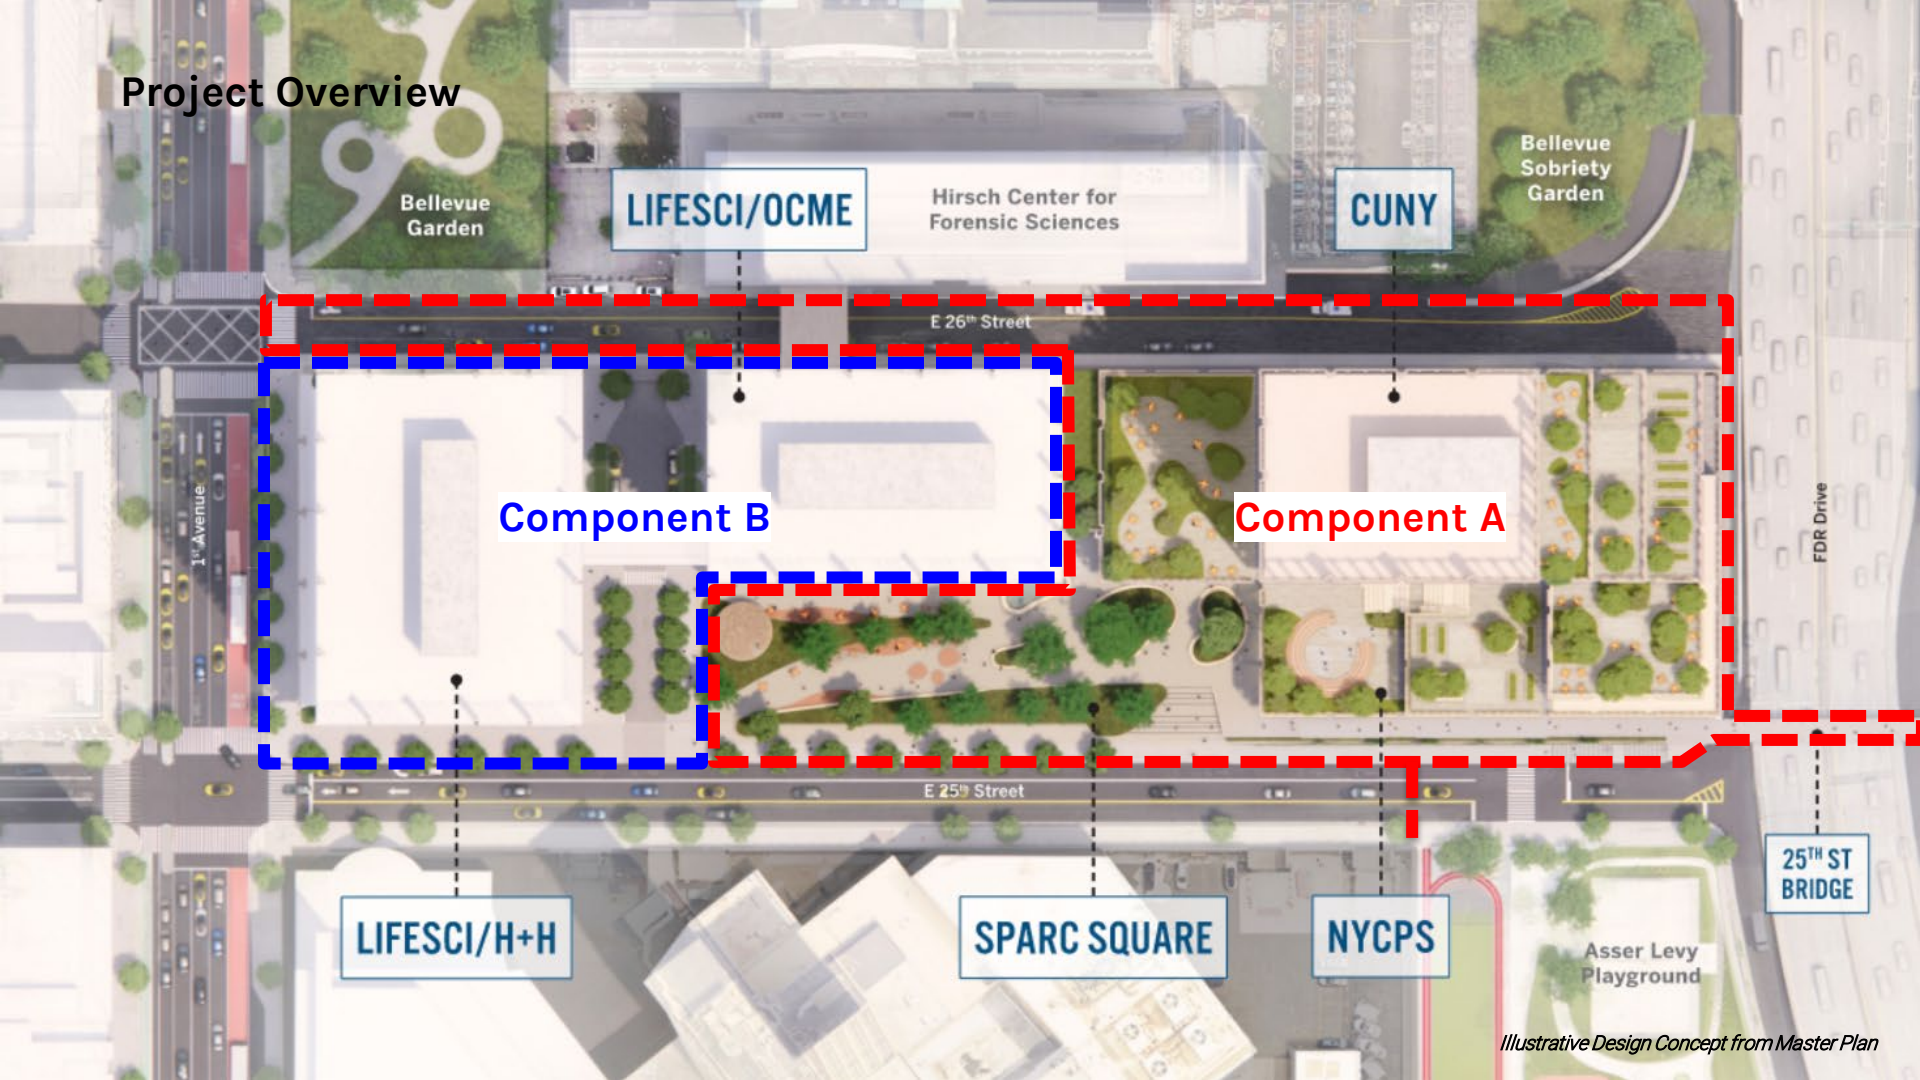 Project Overview
Bellevue
Garden
LIFESCI/OCME
Hirsch Center for
Forensic Sciences
CUNY
Bellevue
Sobriety
Garden
E 26th Street
Component B
Component A
1st Avenue
FDR Drive
E 25th Street
LIFESCI/H+H
SPARC SQUARE
NYCPS
25TH ST
BRIDGE
Asser Levy
Playground
Illustrative Design Concept from Master Plan